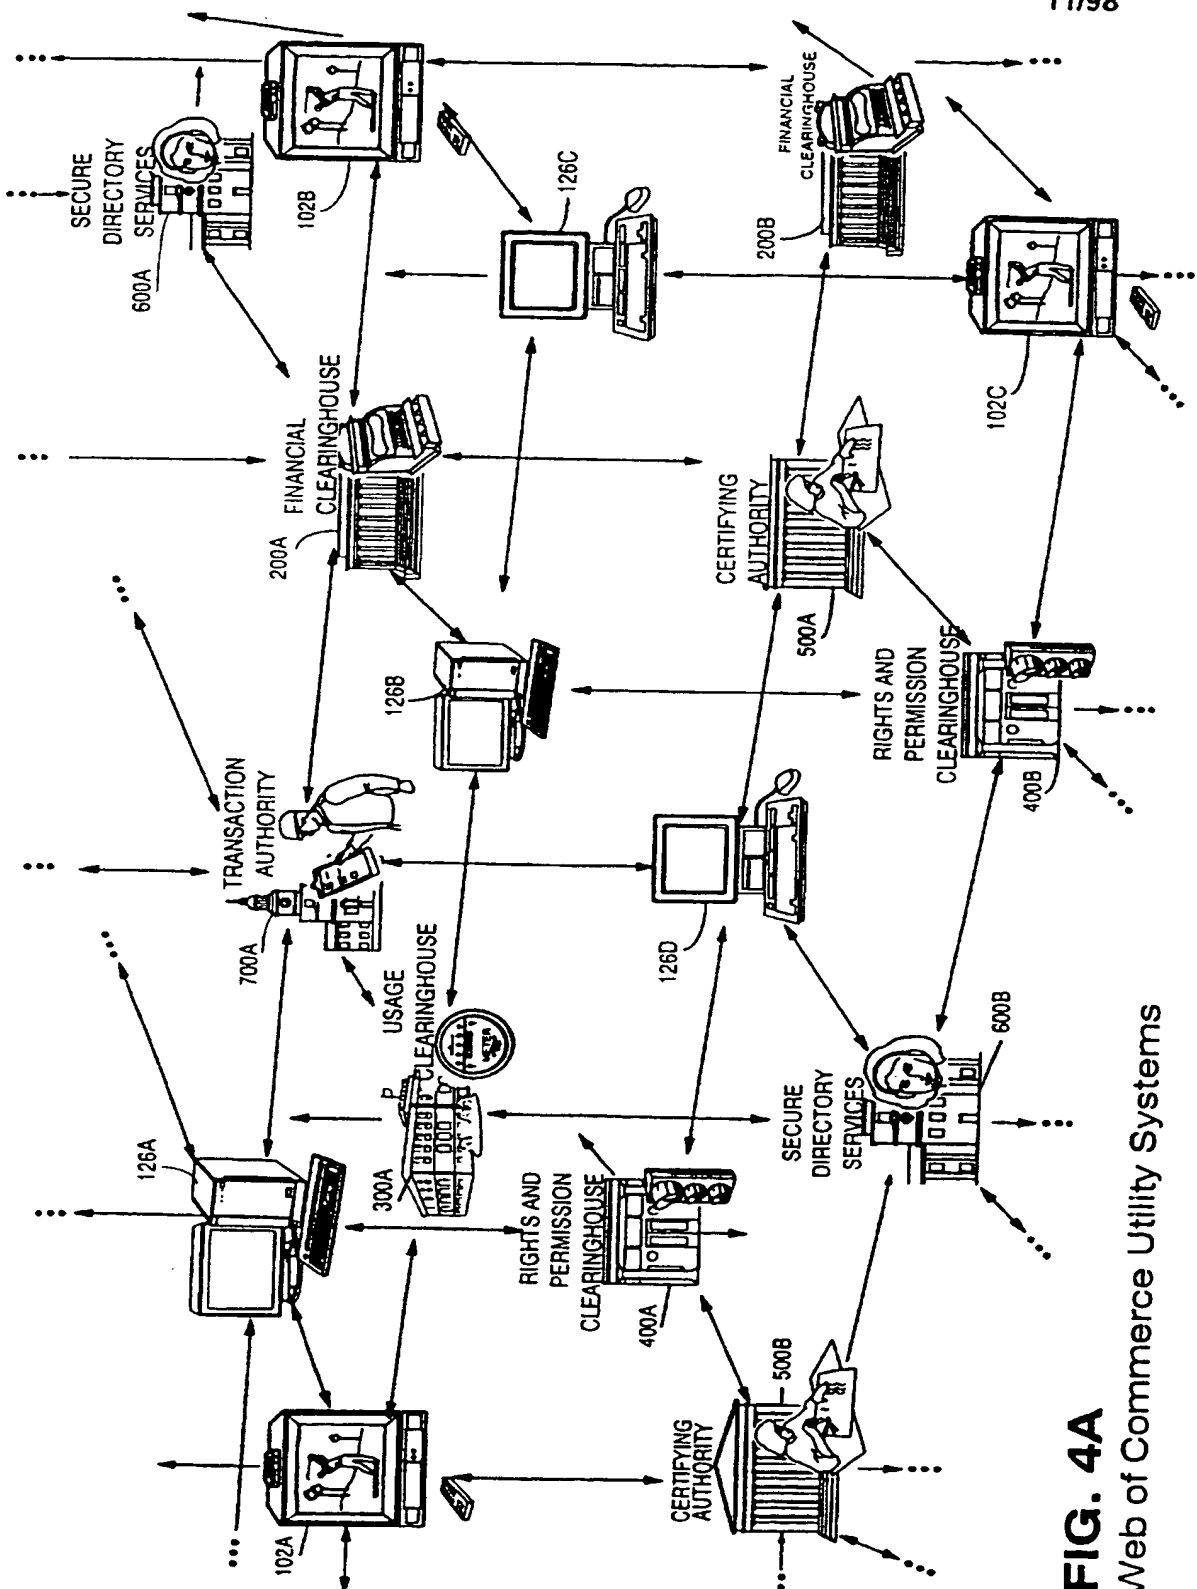 11/98
SECURE
DIRECTORY
SERVICES
600A
102B
126C
FINANCIAL
CLEARINGHOUSE
200B
102C
FINANCIAL
CLEARINGHOUSE
200A
CERTIFYING
AUTHORITY
500A
126B
RIGHTS AND
PERMISSION
CLEARINGHOUSE
400B
TRANSACTION
AUTHORITY
700A
126D
USAGE
CLEARINGHOUSE
METER
300A
SECURE
DIRECTORY
SERVICES
600B
126A
RIGHTS AND
PERMISSION
CLEARINGHOUSE
400A
102A
CERTIFYING
AUTHORITY
500B
FIG. 4A
Web of Commerce Utility Systems